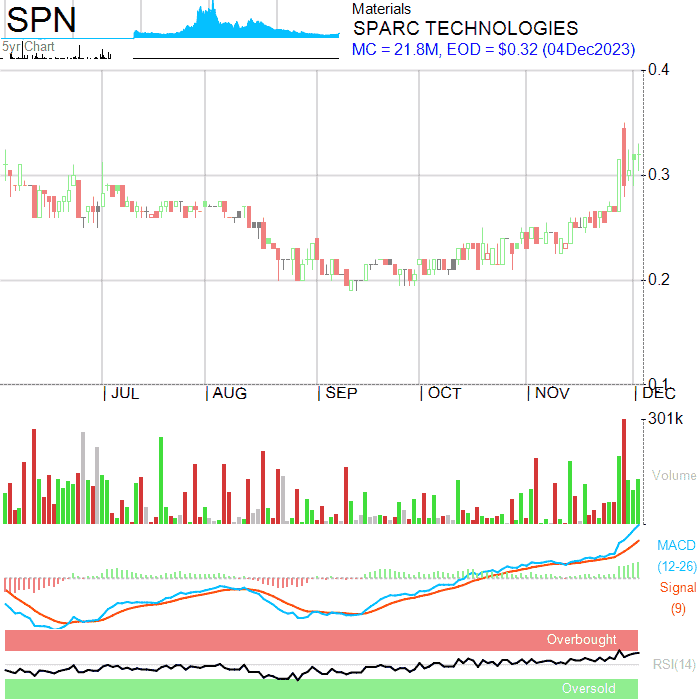 SPN
5yr Chart
Materials
SPARC TECHNOLOGIES
MC = 21.8M, EOD = $0.32 (04Dec2023)
0.4
0.3
0.2
0.1
JUL
AUG
SEP
OCT
NOV
DEC
301k
Volume
MACD
(12-26)
Signal
(9)
Overbought
RSI(14)
Oversold